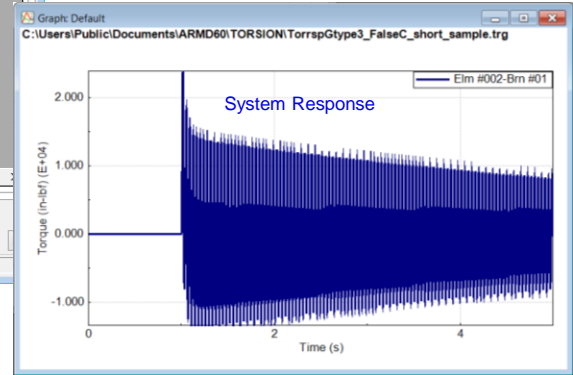 Graph: Default
C:\Users\Public\Documents\ARMD60\TORSION\TorrspGtype3_FalseC_short_sample.trg
Elm #002-Brn #01
System Response
Torque (in-lbf) (E+04)
2.000
1.000
0.000
-1.000
0
2
4
Time (s)